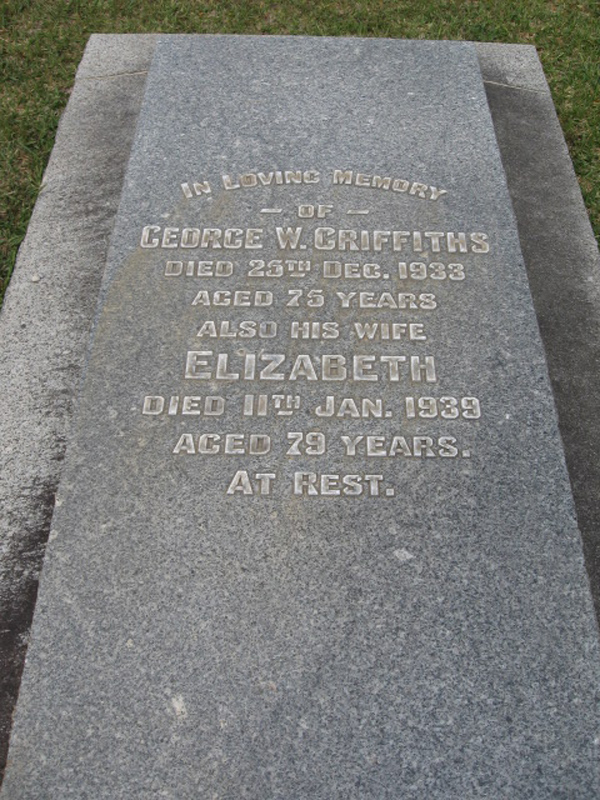 IN LOVING MEMORY
— OF —
GEORGE W. GRIFFITHS
DIED 25TH DEC. 1933
AGED 75 YEARS
ALSO HIS WIFE
ELIZABETH
DIED 11TH JAN. 1939
AGED 79 YEARS.
AT REST.